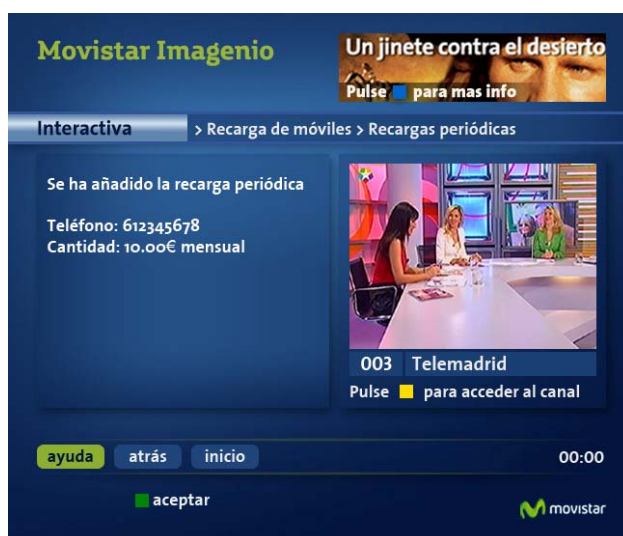 Movistar Imagenio
Un jinete contra el desierto
Pulse para mas info
Interactiva
> Recarga de móviles > Recargas periódicas
Se ha añadido la recarga periódica
Teléfono: 612345678
Cantidad: 10.00€ mensual
003 Telemadrid
Pulse para acceder al canal
ayuda atrás inicio 00:00
aceptar
movistar